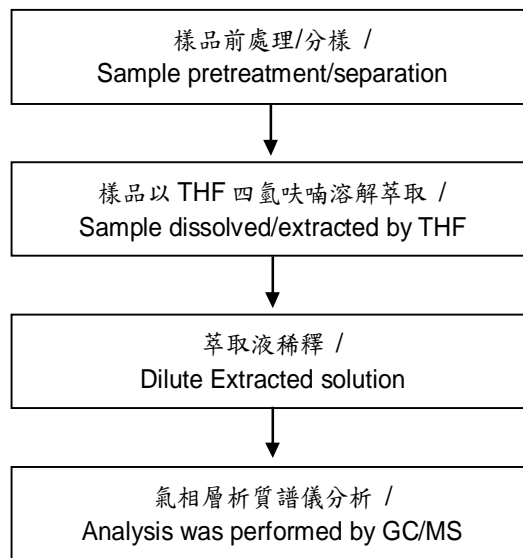 樣品前處理/分樣 /
Sample pretreatment/separation
樣品以 THF 四氫呋喃溶解萃取 /
Sample dissolved/extracted by THF
萃取液稀釋 /
Dilute Extracted solution
氣相層析質譜儀分析 /
Analysis was performed by GC/MS